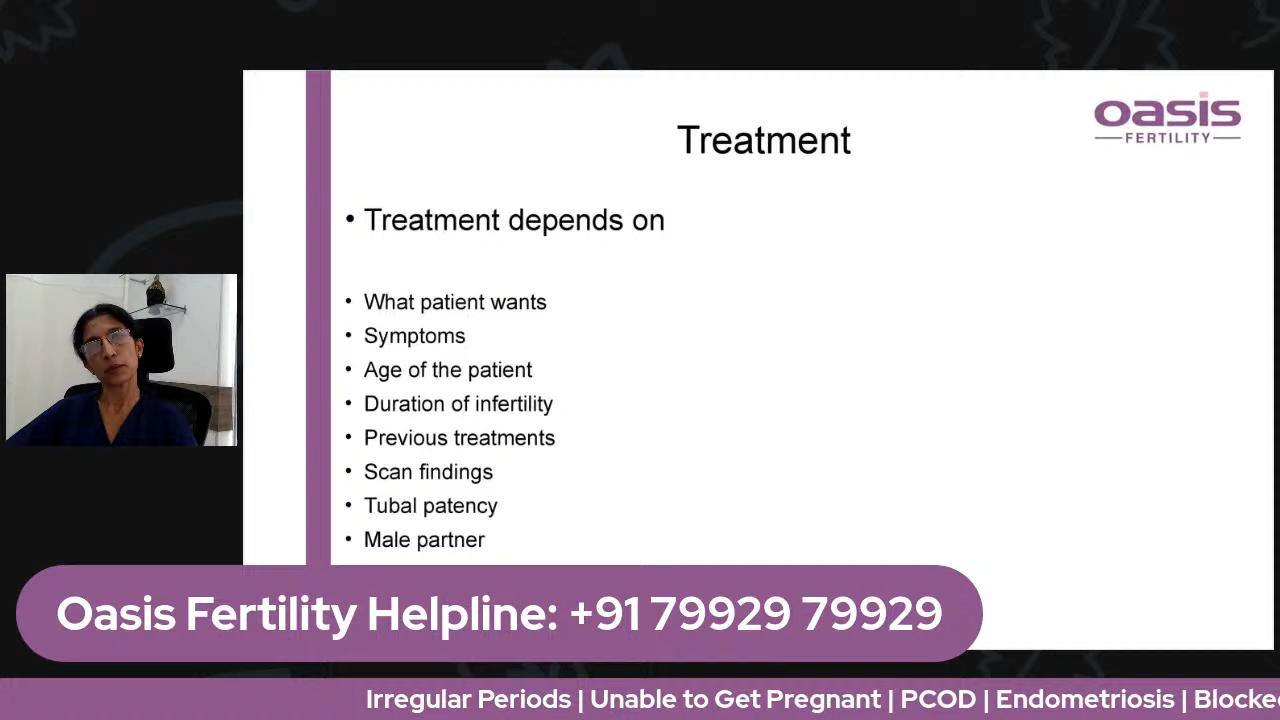 oasis
FERTILITY
Treatment
• Treatment depends on
• What patient wants
• Symptoms
• Age of the patient
• Duration of infertility
• Previous treatments
• Scan findings
• Tubal patency
• Male partner
Oasis Fertility Helpline: +91 79929 79929
Irregular Periods | Unable to Get Pregnant | PCOD | Endometriosis |